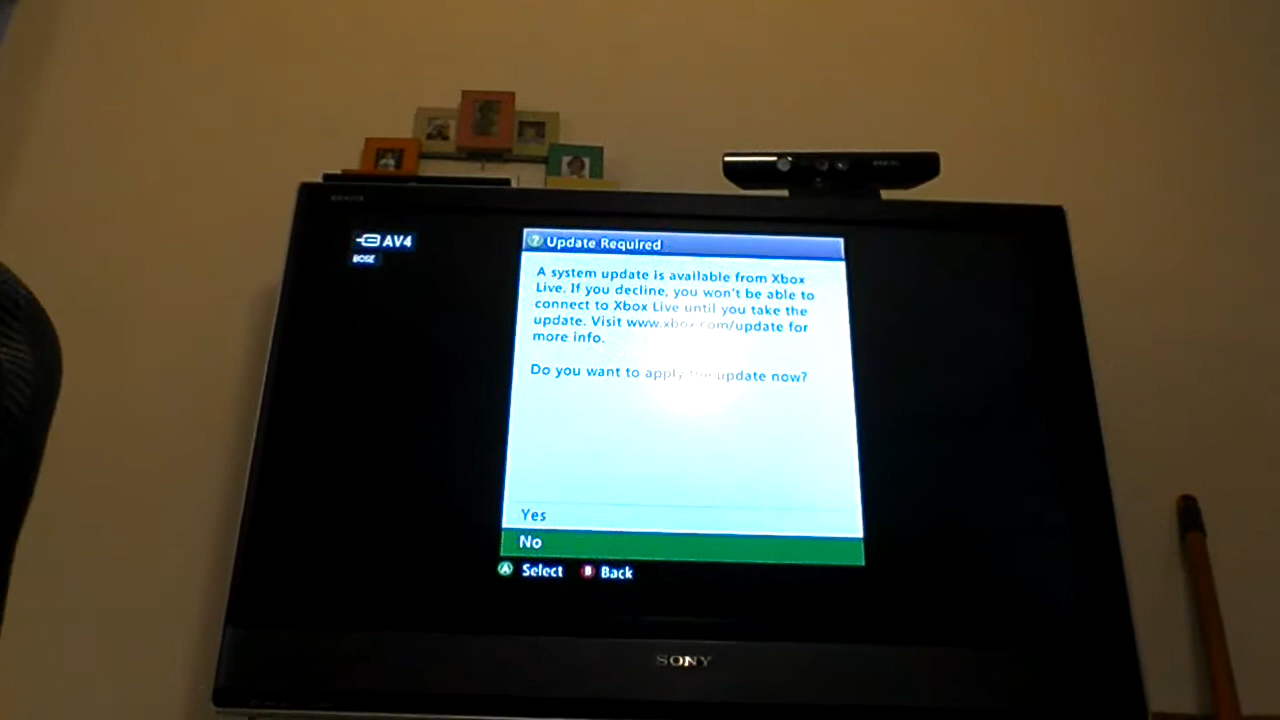 BRAVIA
AV4
BOSE
Update Required
A system update is available from Xbox
Live. If you decline, you won't be able to
connect to Xbox Live until you take the
update. Visit www.xbox.com/update for
more info.
Do you want to apply the update now?
Yes
No
A Select B Back
SONY